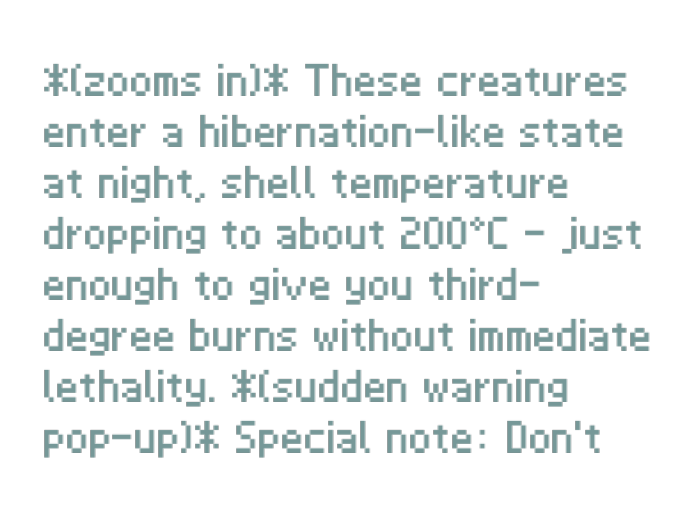 *(zooms in)* These creatures
enter a hibernation-like state
at night, shell temperature
dropping to about 200°C - just
enough to give you third-
degree burns without immediate
lethality. *(sudden warning
pop-up)* Special note: Don't